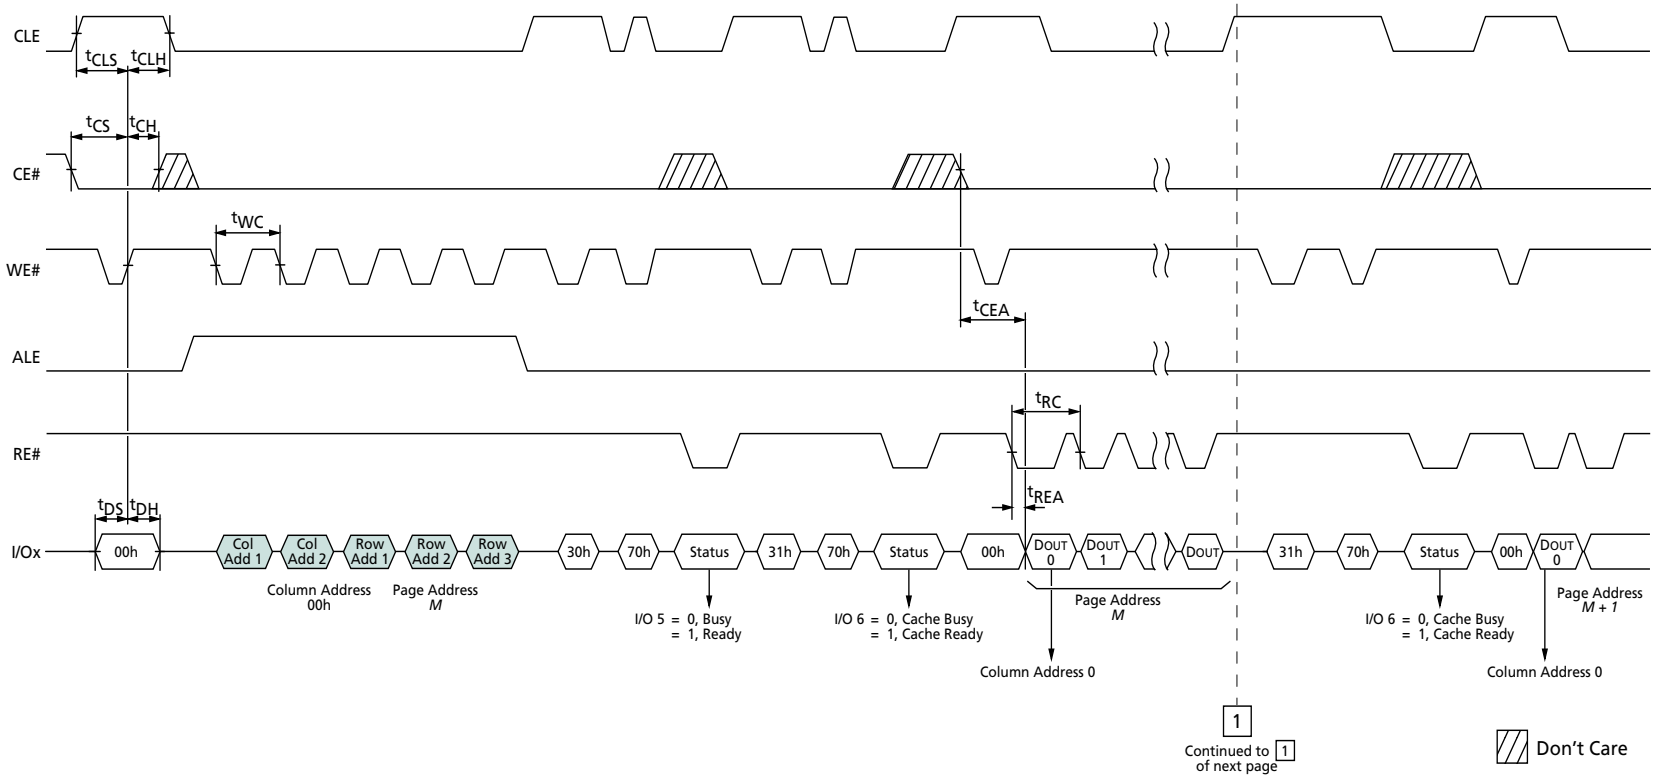 CLE
tCLS tCLH
tCS tCH
CE#
tWC
WE#
tCEA
ALE
tRC
RE#
tREA
tDS tDH
I/Ox
00h
Col Add 1
Col Add 2
Row Add 1
Row Add 2
Row Add 3
30h
70h
Status
31h
70h
Status
00h
DOUT 0
DOUT 1
DOUT
31h
70h
Status
00h
DOUT 0
Column Address
00h
Page Address
M
I/O 5 = 0, Busy
= 1, Ready
I/O 6 = 0, Cache Busy
= 1, Cache Ready
Page Address
M
Column Address 0
I/O 6 = 0, Cache Busy
= 1, Cache Ready
Page Address
M + 1
Column Address 0
1
Continued to 1
of next page
Don't Care